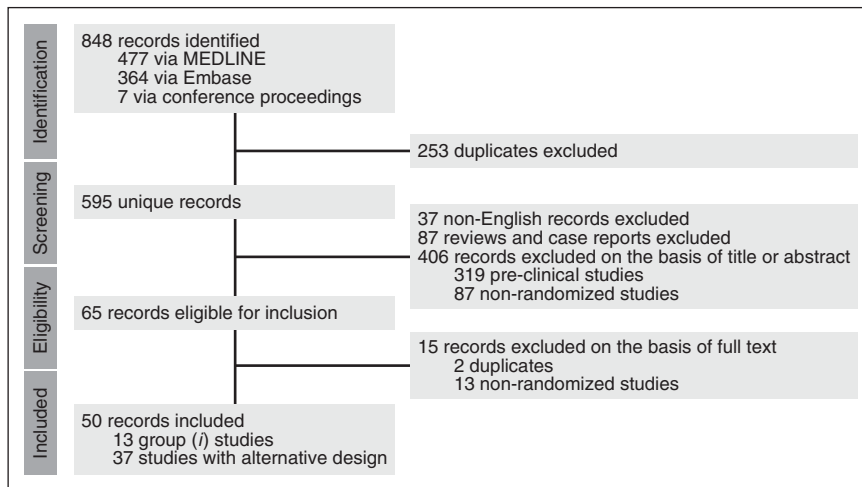 Identification
848 records identified
477 via MEDLINE
364 via Embase
7 via conference proceedings
253 duplicates excluded
Screening
595 unique records
37 non-English records excluded
87 reviews and case reports excluded
406 records excluded on the basis of title or abstract
319 pre-clinical studies
87 non-randomized studies
Eligibility
65 records eligible for inclusion
15 records excluded on the basis of full text
2 duplicates
13 non-randomized studies
Included
50 records included
13 group (i) studies
37 studies with alternative design